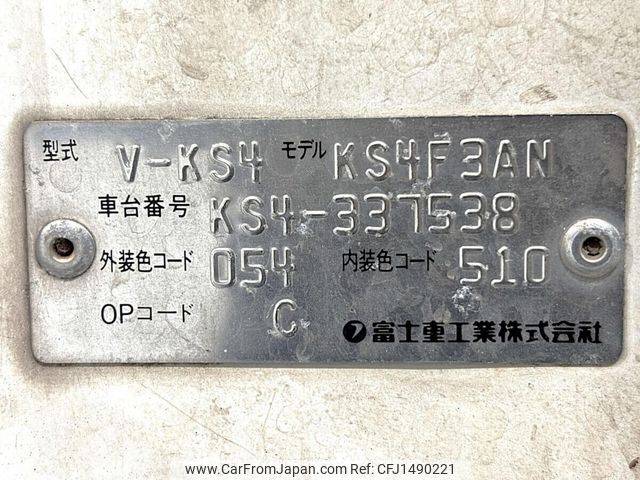 型式 V-KS4 モデル KS4F3AN
車台番号 KS4-337538
外装色コード 054 内装色コード 510
OPコード C
富士重工業株式会社
www.CarFromJapan.com Ref No: CFJ1490221